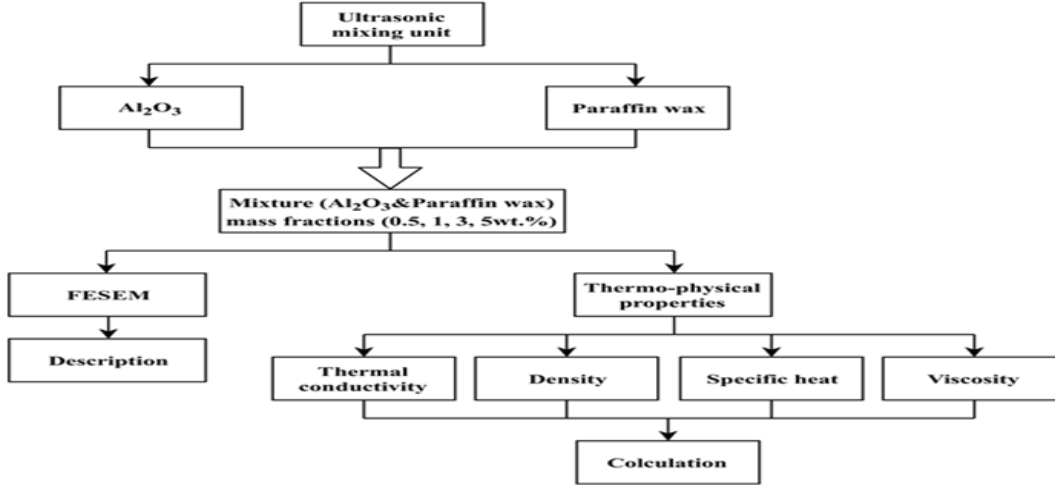 Ultrasonic
mixing unit
Al₂O₃
Paraffin wax
Mixture (Al₂O₃&Paraffin wax)
mass fractions (0.5, 1, 3, 5wt.%)
FESEM
Thermo-physical
properties
Description
Thermal
conductivity
Density
Specific heat
Viscosity
Colculation